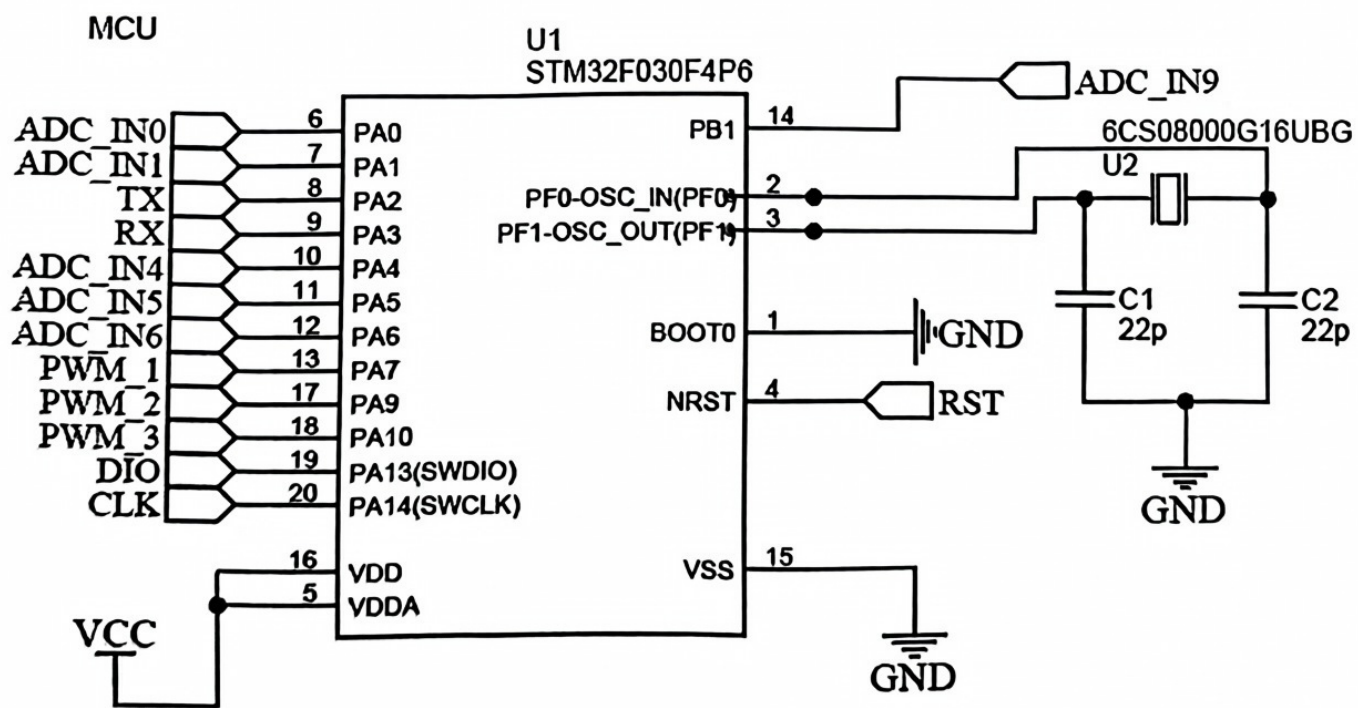 MCU
U1
STM32F030F4P6
ADC_IN0 6 PA0
ADC_IN1 7 PA1
TX 8 PA2
RX 9 PA3
ADC_IN4 10 PA4
ADC_IN5 11 PA5
ADC_IN6 12 PA6
PWM_1 13 PA7
PWM_2 17 PA9
PWM_3 18 PA10
DIO 19 PA13(SWDIO)
CLK 20 PA14(SWCLK)
16 VDD
5 VDDA
VCC
PB1 14 ADC_IN9
PF0-OSC_IN(PF0) 2
PF1-OSC_OUT(PF1) 3
BOOT0 1 GND
NRST 4 RST
VSS 15
GND
6CS08000G16UBG
U2
C1
22p
C2
22p
GND